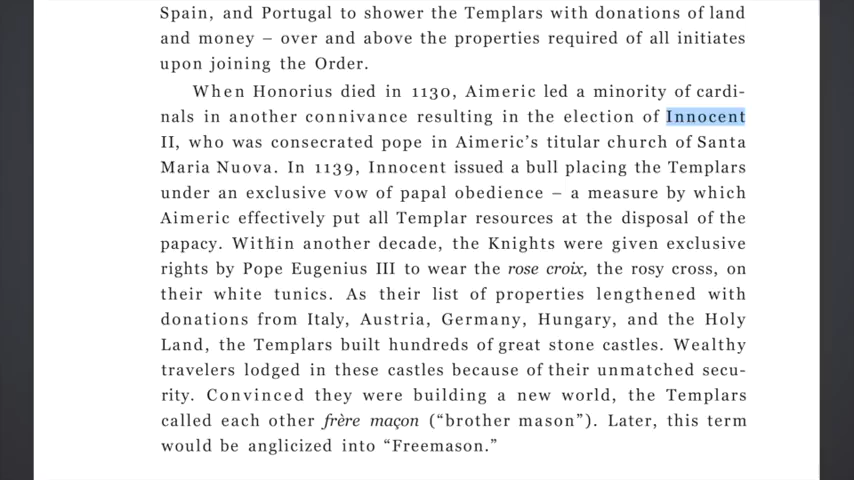 Spain, and Portugal to shower the Templars with donations of land
and money – over and above the properties required of all initiates
upon joining the Order.
When Honorius died in 1130, Aimeric led a minority of cardi-
nals in another connivance resulting in the election of Innocent
II, who was consecrated pope in Aimeric's titular church of Santa
Maria Nuova. In 1139, Innocent issued a bull placing the Templars
under an exclusive vow of papal obedience – a measure by which
Aimeric effectively put all Templar resources at the disposal of the
papacy. Within another decade, the Knights were given exclusive
rights by Pope Eugenius III to wear the rose croix, the rosy cross, on
their white tunics. As their list of properties lengthened with
donations from Italy, Austria, Germany, Hungary, and the Holy
Land, the Templars built hundreds of great stone castles. Wealthy
travelers lodged in these castles because of their unmatched secu-
rity. Convinced they were building a new world, the Templars
called each other frère maçon (“brother mason”). Later, this term
would be anglicized into “Freemason.”